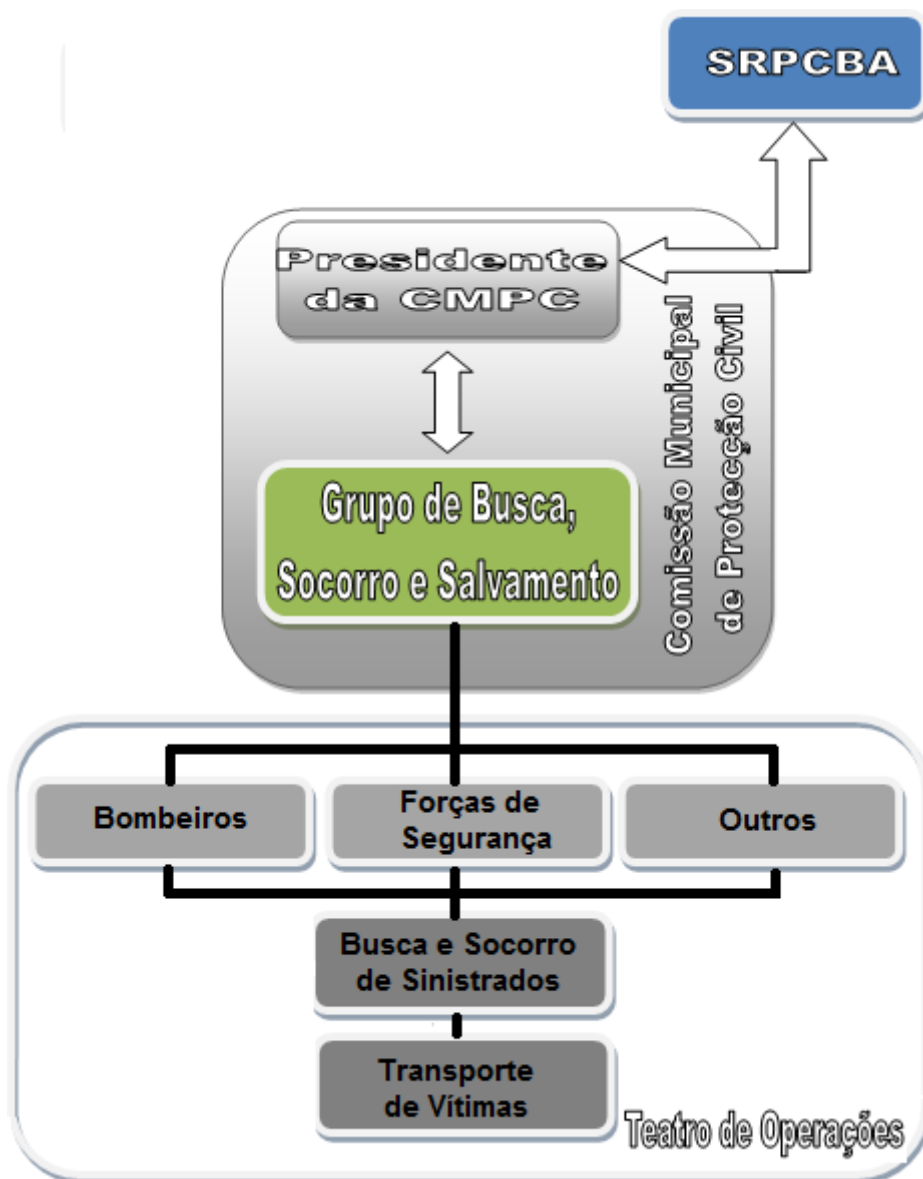 SRPCBA
Presidente
da CMPC
Comissão Municipal
de Protecção Civil
Grupo de Busca,
Socorro e Salvamento
Bombeiros
Forças de
Segurança
Outros
Busca e Socorro
de Sinistrados
Transporte
de Vítimas
Teatro de Operações